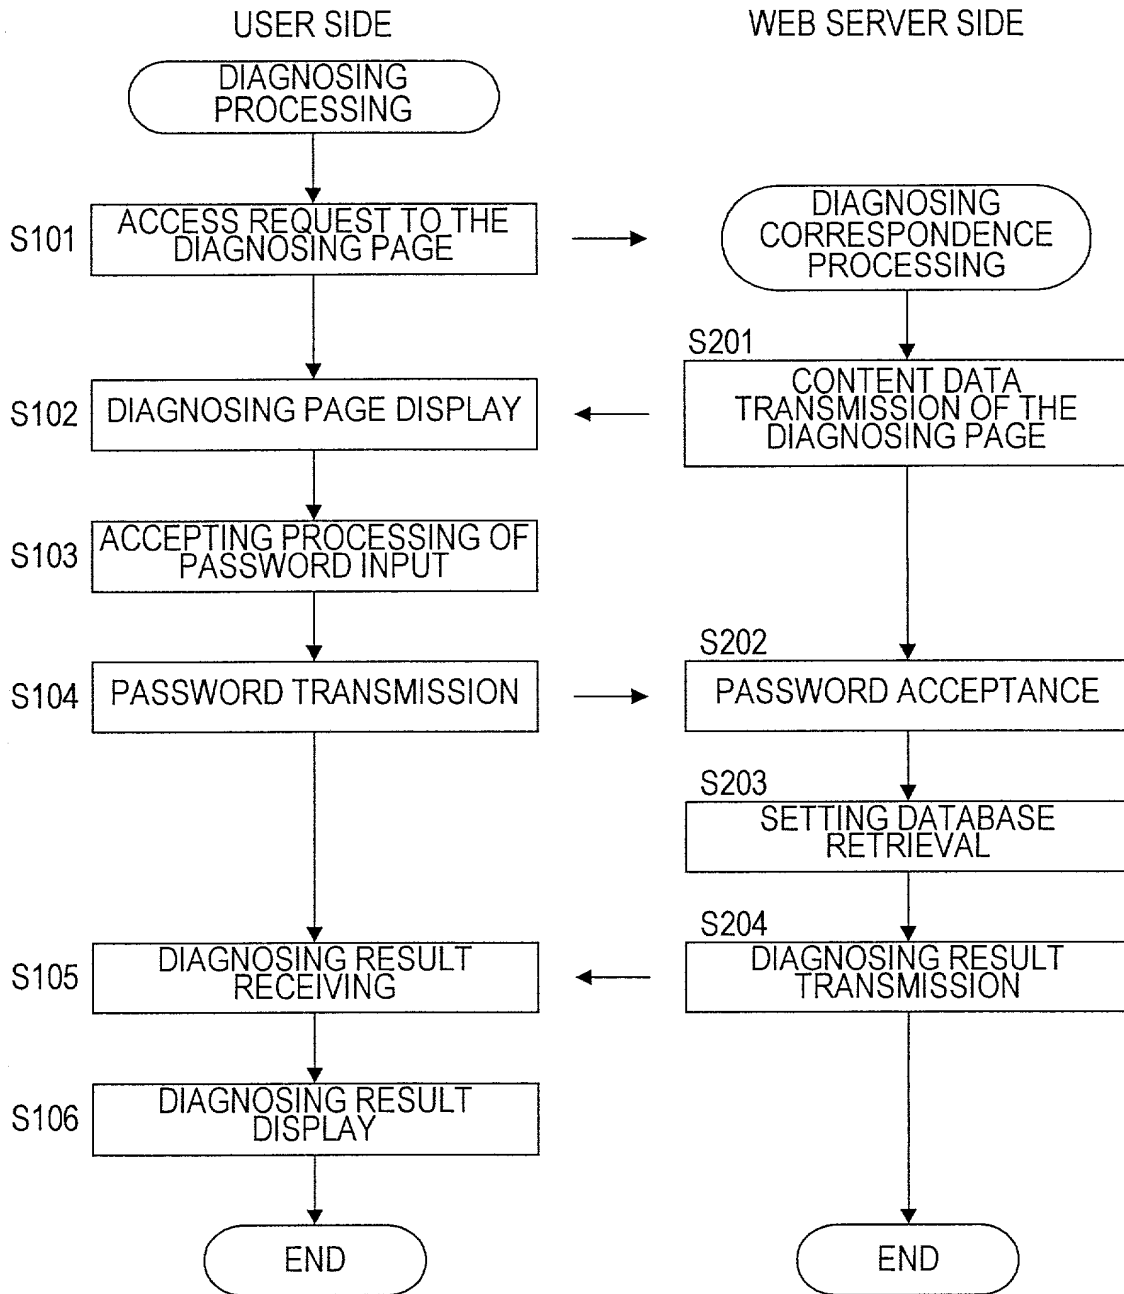 USER SIDE
WEB SERVER SIDE
DIAGNOSING
PROCESSING
S101
ACCESS REQUEST TO THE
DIAGNOSING PAGE
DIAGNOSING
CORRESPONDENCE
PROCESSING
S201
CONTENT DATA
TRANSMISSION OF THE
DIAGNOSING PAGE
S102
DIAGNOSING PAGE DISPLAY
S103
ACCEPTING PROCESSING OF
PASSWORD INPUT
S104
PASSWORD TRANSMISSION
S202
PASSWORD ACCEPTANCE
S203
SETTING DATABASE
RETRIEVAL
S204
DIAGNOSING RESULT
TRANSMISSION
S105
DIAGNOSING RESULT
RECEIVING
S106
DIAGNOSING RESULT
DISPLAY
END
END